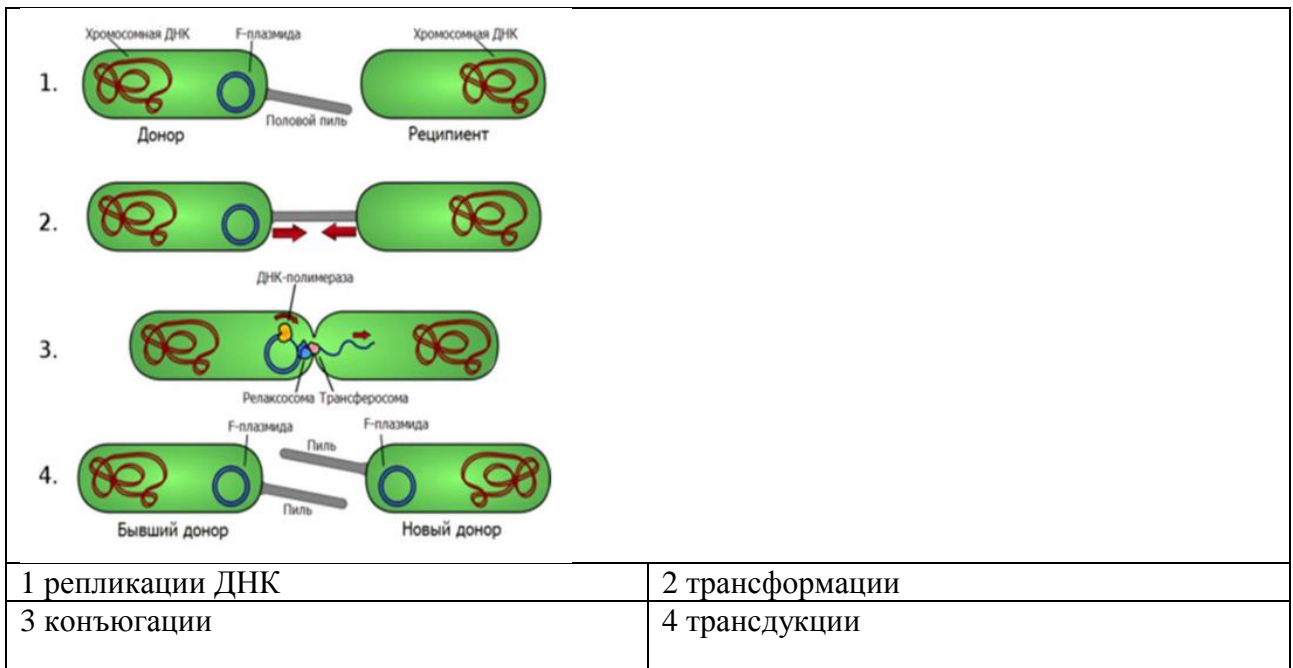 Хромосомная ДНК F-плазмида Хромосомная ДНК
1.
Половой пиль
Донор Реципиент
2.
ДНК-полимераза
3.
Релаксосома Трансферосома
F-плазмида F-плазмида
Пиль
4.
Пиль
Бывший донор Новый донор
1 репликации ДНК 2 трансформации
3 конъюгации 4 трансдукции